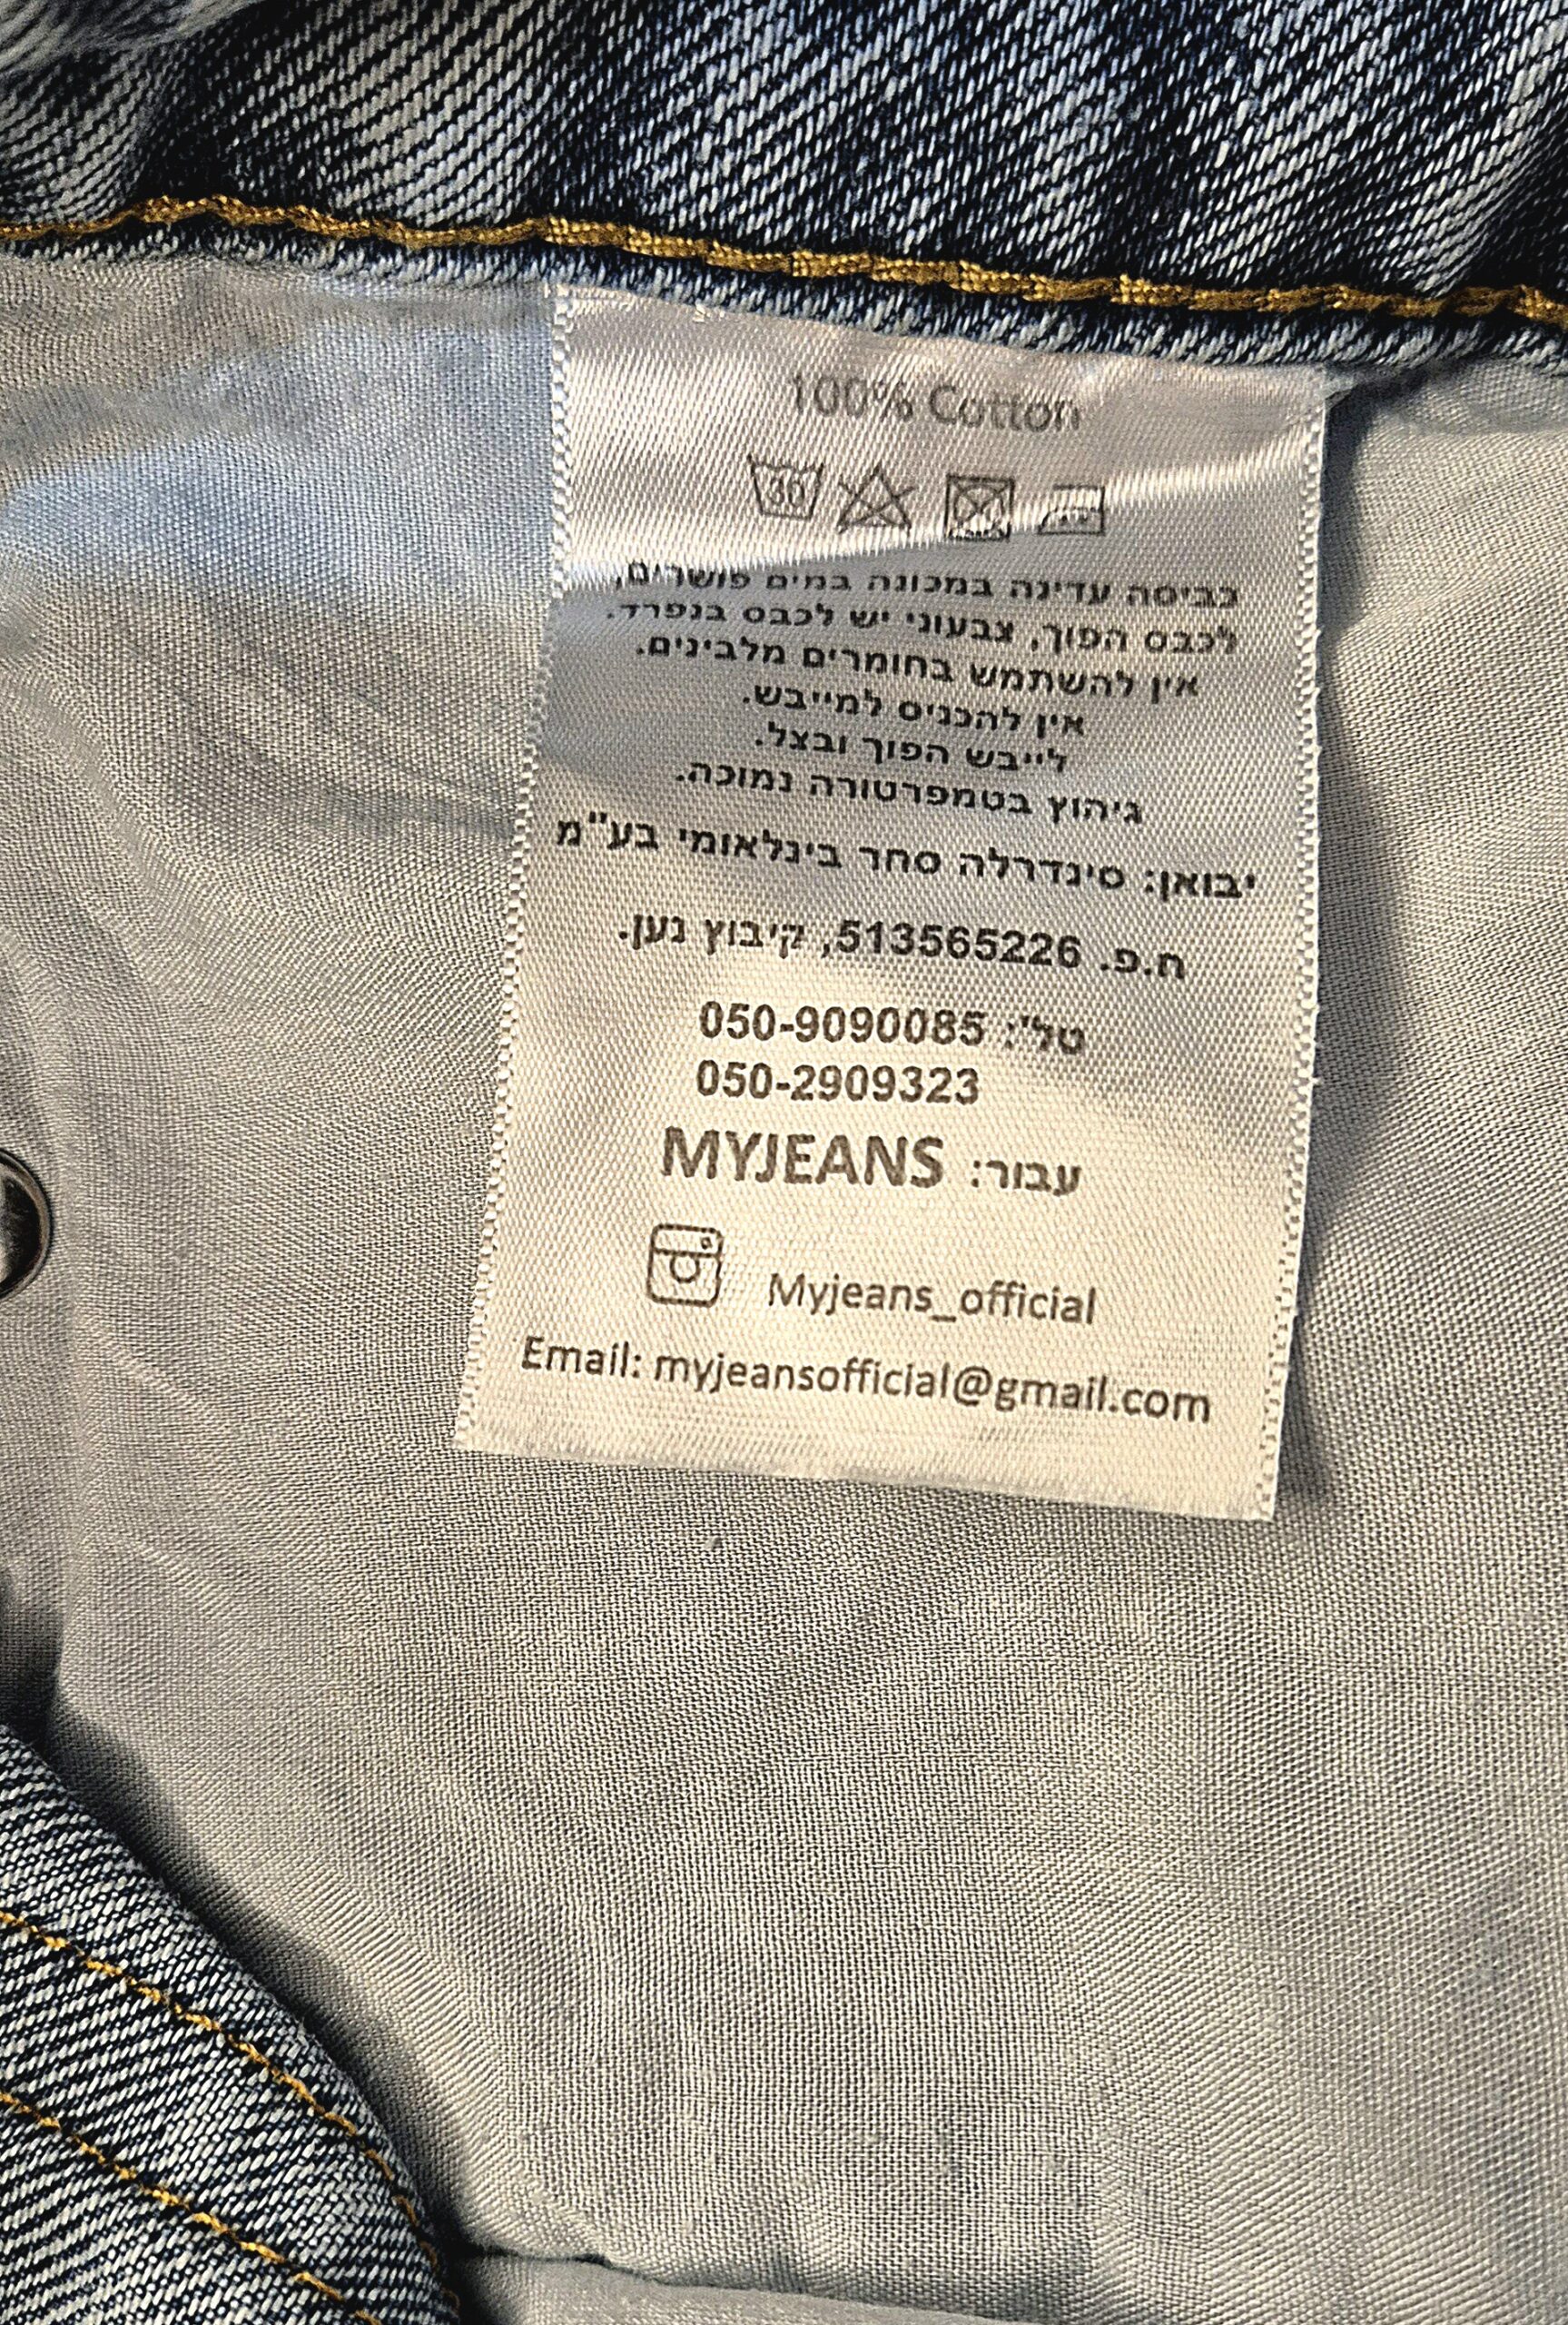 100% Cotton
30
כביסה עדינה במכונה במים פושרים,
לכבס הפוך, צבעוני יש לכבס בנפרד.
אין להשתמש בחומרים מלבינים.
אין להכניס למייבש.
לייבש הפוך ובצל.
גיהוץ בטמפרטורה נמוכה.
יבואן: סינדרלה סחר בינלאומי בע"מ
ח.פ. 513565226, קיבוץ נען.
טל': 050-9090085
050-2909323
עבור: MYJEANS
Myjeans_official
Email: myjeansofficial@gmail.com